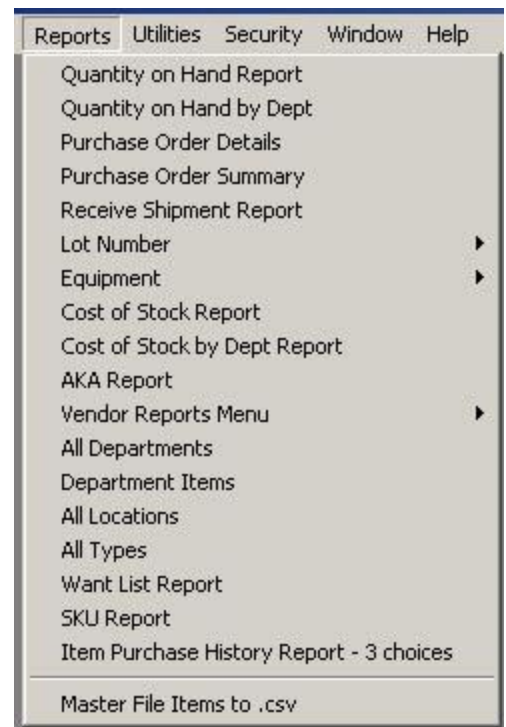 Reports Utilities Security Window Help
Quantity on Hand Report
Quantity on Hand by Dept
Purchase Order Details
Purchase Order Summary
Receive Shipment Report
Lot Number
Equipment
Cost of Stock Report
Cost of Stock by Dept Report
AKA Report
Vendor Reports Menu
All Departments
Department Items
All Locations
All Types
Want List Report
SKU Report
Item Purchase History Report - 3 choices
Master File Items to .csv